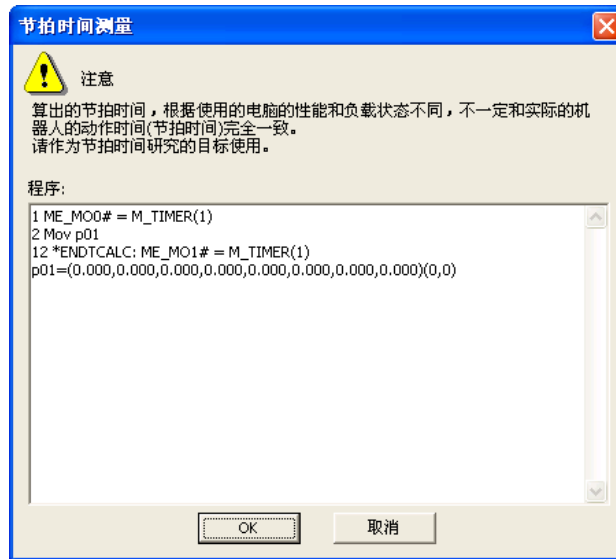 节拍时间测量
注意
算出的节拍时间，根据使用的电脑的性能和负载状态不同，不一定和实际的机
器人的动作时间(节拍时间)完全一致。
请作为节拍时间研究的目标使用。
程序:
1 ME_MO0# = M_TIMER(1)
2 Mov p01
12 *ENDTCALC: ME_MO1# = M_TIMER(1)
p01=(0.000,0.000,0.000,0.000,0.000,0.000,0.000,0.000)(0,0)
OK
取消